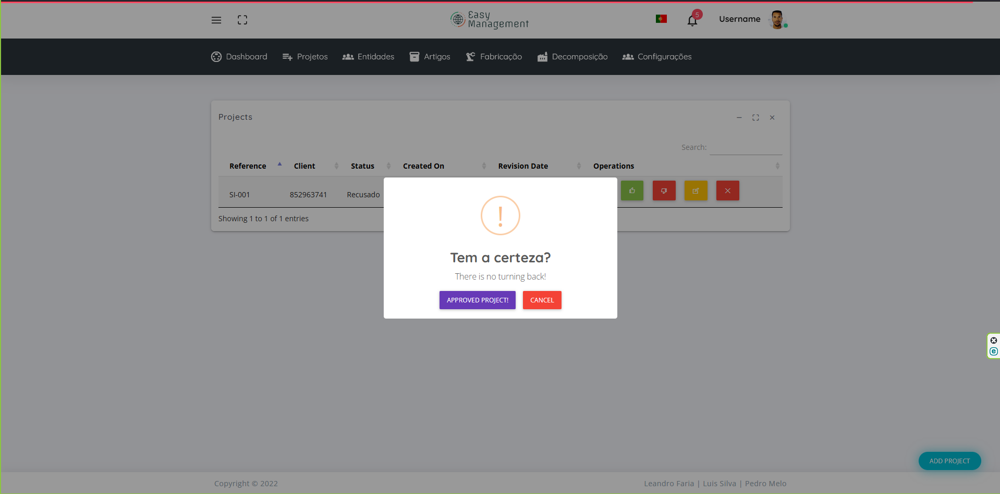 Easy
Management
5
Username
Dashboard Projetos Entidades Artigos Fabricação Decomposição Configurações
Projects
Search:
Reference Client Status Created On Revision Date Operations
SI-001 852963741 Recusado
Showing 1 to 1 of 1 entries
Tem a certeza?
There is no turning back!
APPROVED PROJECT! CANCEL
e
ADD PROJECT
Copyright © 2022 Leandro Faria | Luis Silva | Pedro Melo